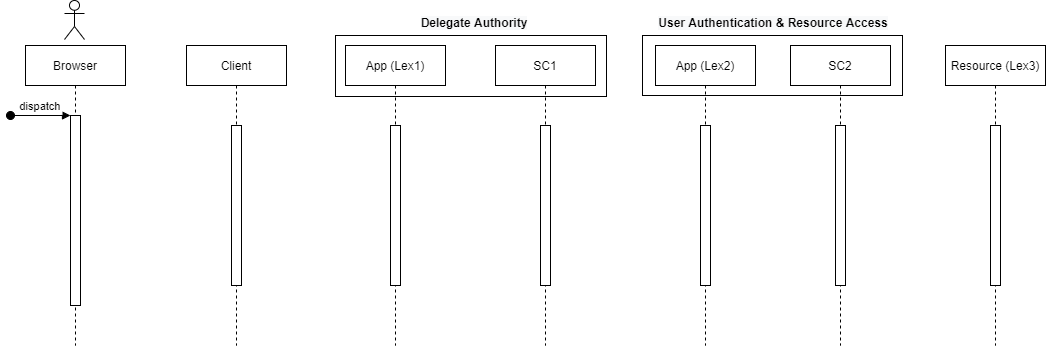 Delegate Authority
User Authentication & Resource Access
Browser
Client
App (Lex1)
SC1
App (Lex2)
SC2
Resource (Lex3)
dispatch